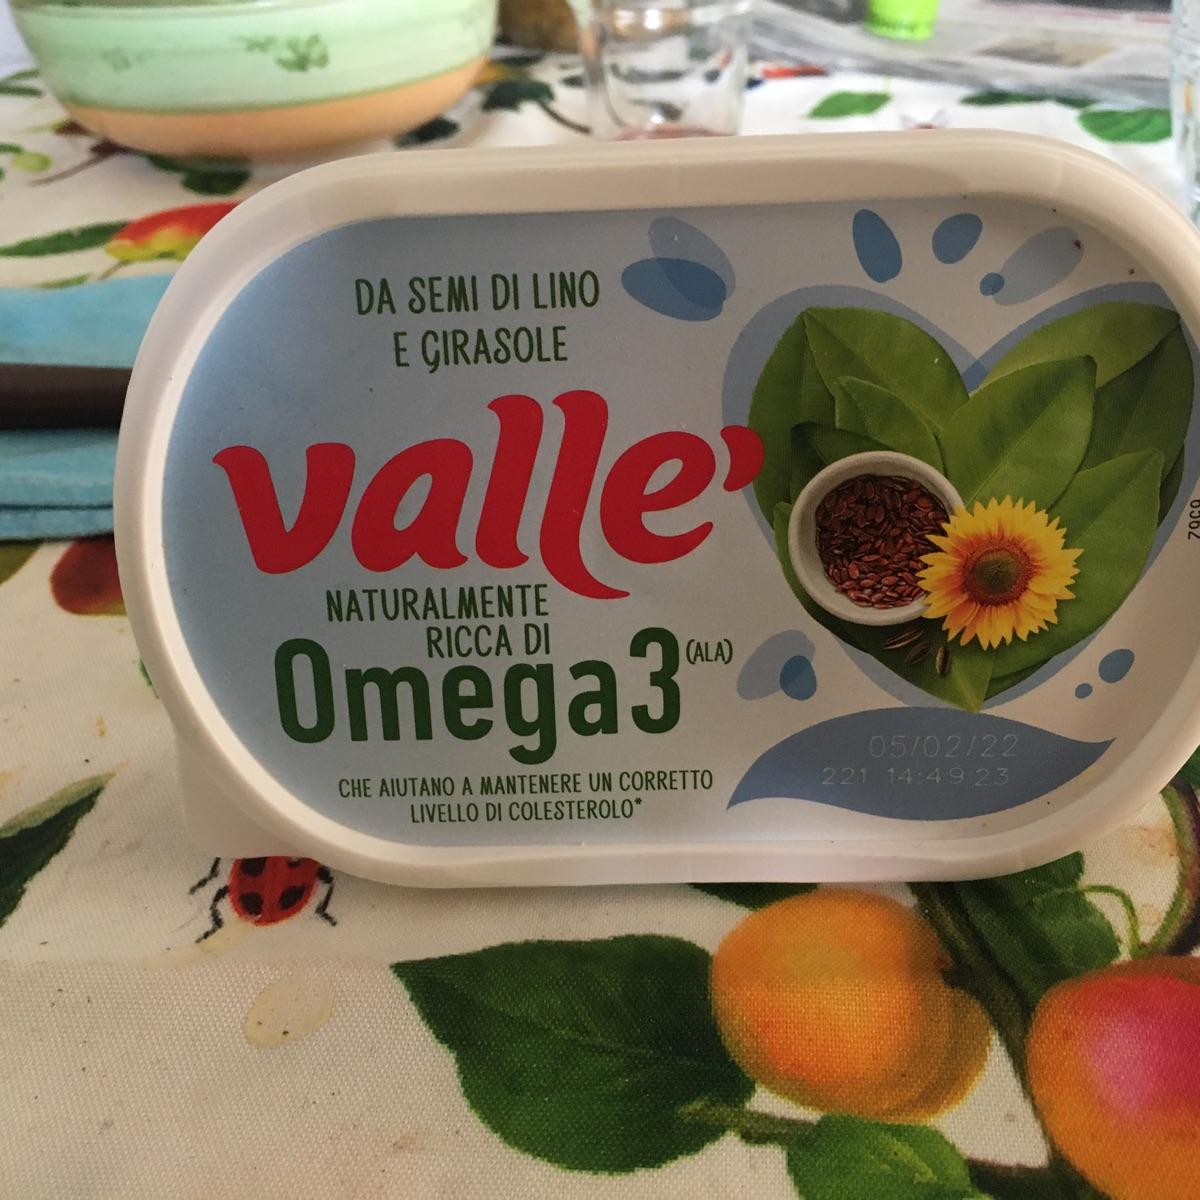 DA SEMI DI LINO
E GIRASOLE
valle'
NATURALMENTE
RICCA DI
Omega3 (ALA)
CHE AIUTANO A MANTENERE UN CORRETTO
LIVELLO DI COLESTEROLO*
05/02/22
221 14:49 23